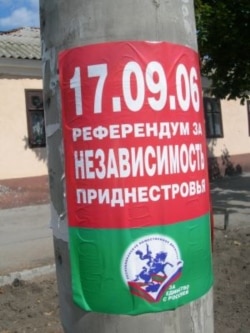 17.09.06
РЕФЕРЕНДУМ ЗА
НЕЗАВИСИМОСТЬ
ПРИДНЕСТРОВЬЯ
ЗА
ЕДИНСТВО
С РОССИЕЙ